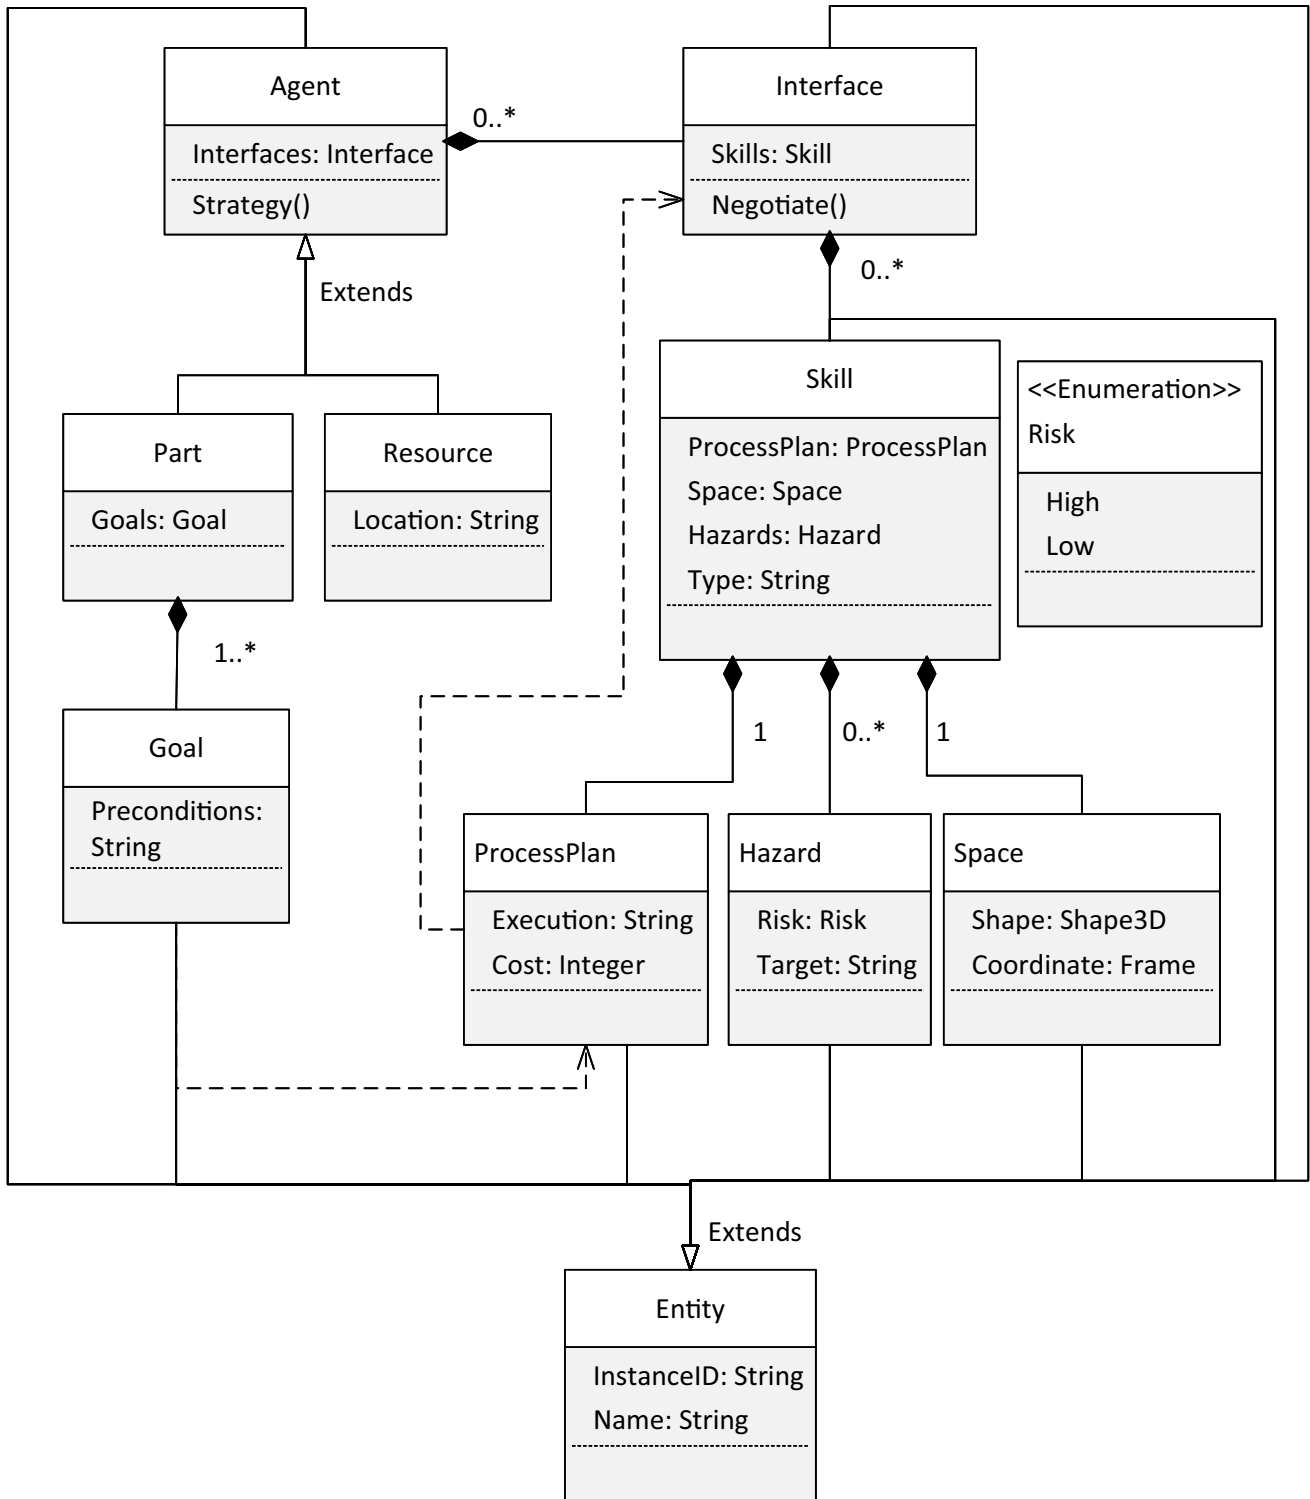 Agent
Interfaces: Interface
Strategy()
0..*
Interface
Skills: Skill
Negotiate()
0..*
Extends
Part
Goals: Goal
Resource
Location: String
1..*
Skill
ProcessPlan: ProcessPlan
Space: Space
Hazards: Hazard
Type: String
<<Enumeration>>
Risk
High
Low
1
0..*
1
Goal
Preconditions:
String
ProcessPlan
Execution: String
Cost: Integer
Hazard
Risk: Risk
Target: String
Space
Shape: Shape3D
Coordinate: Frame
Extends
Entity
InstanceID: String
Name: String